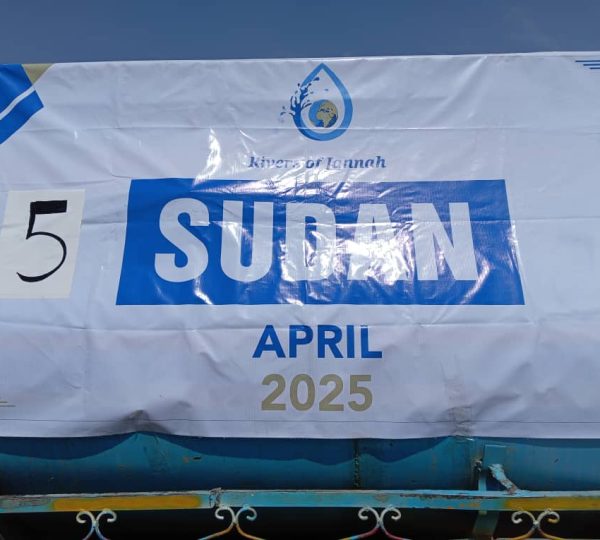 Rivers of Jannah
SUDAN
5
APRIL
2025